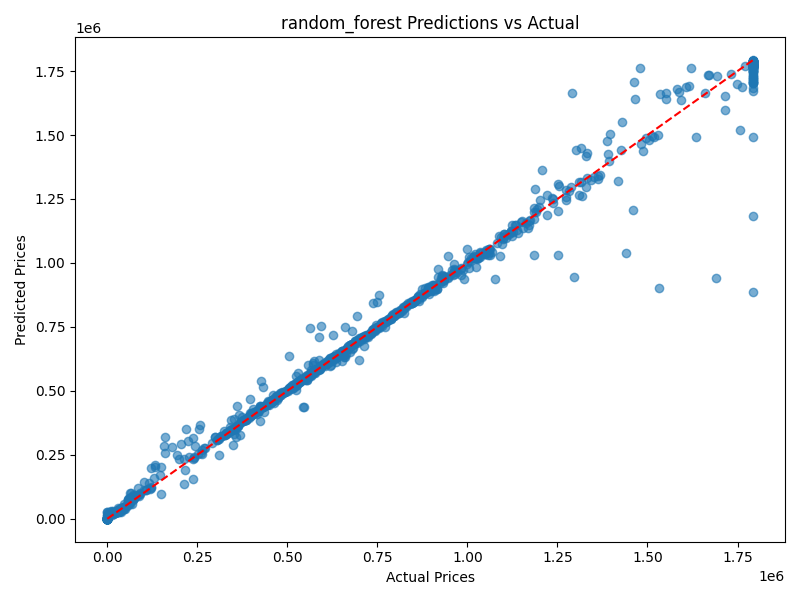 random_forest Predictions vs Actual
1e6
Predicted Prices
1.75
1.50
1.25
1.00
0.75
0.50
0.25
0.00
0.00 0.25 0.50 0.75 1.00 1.25 1.50 1.75
1e6
Actual Prices